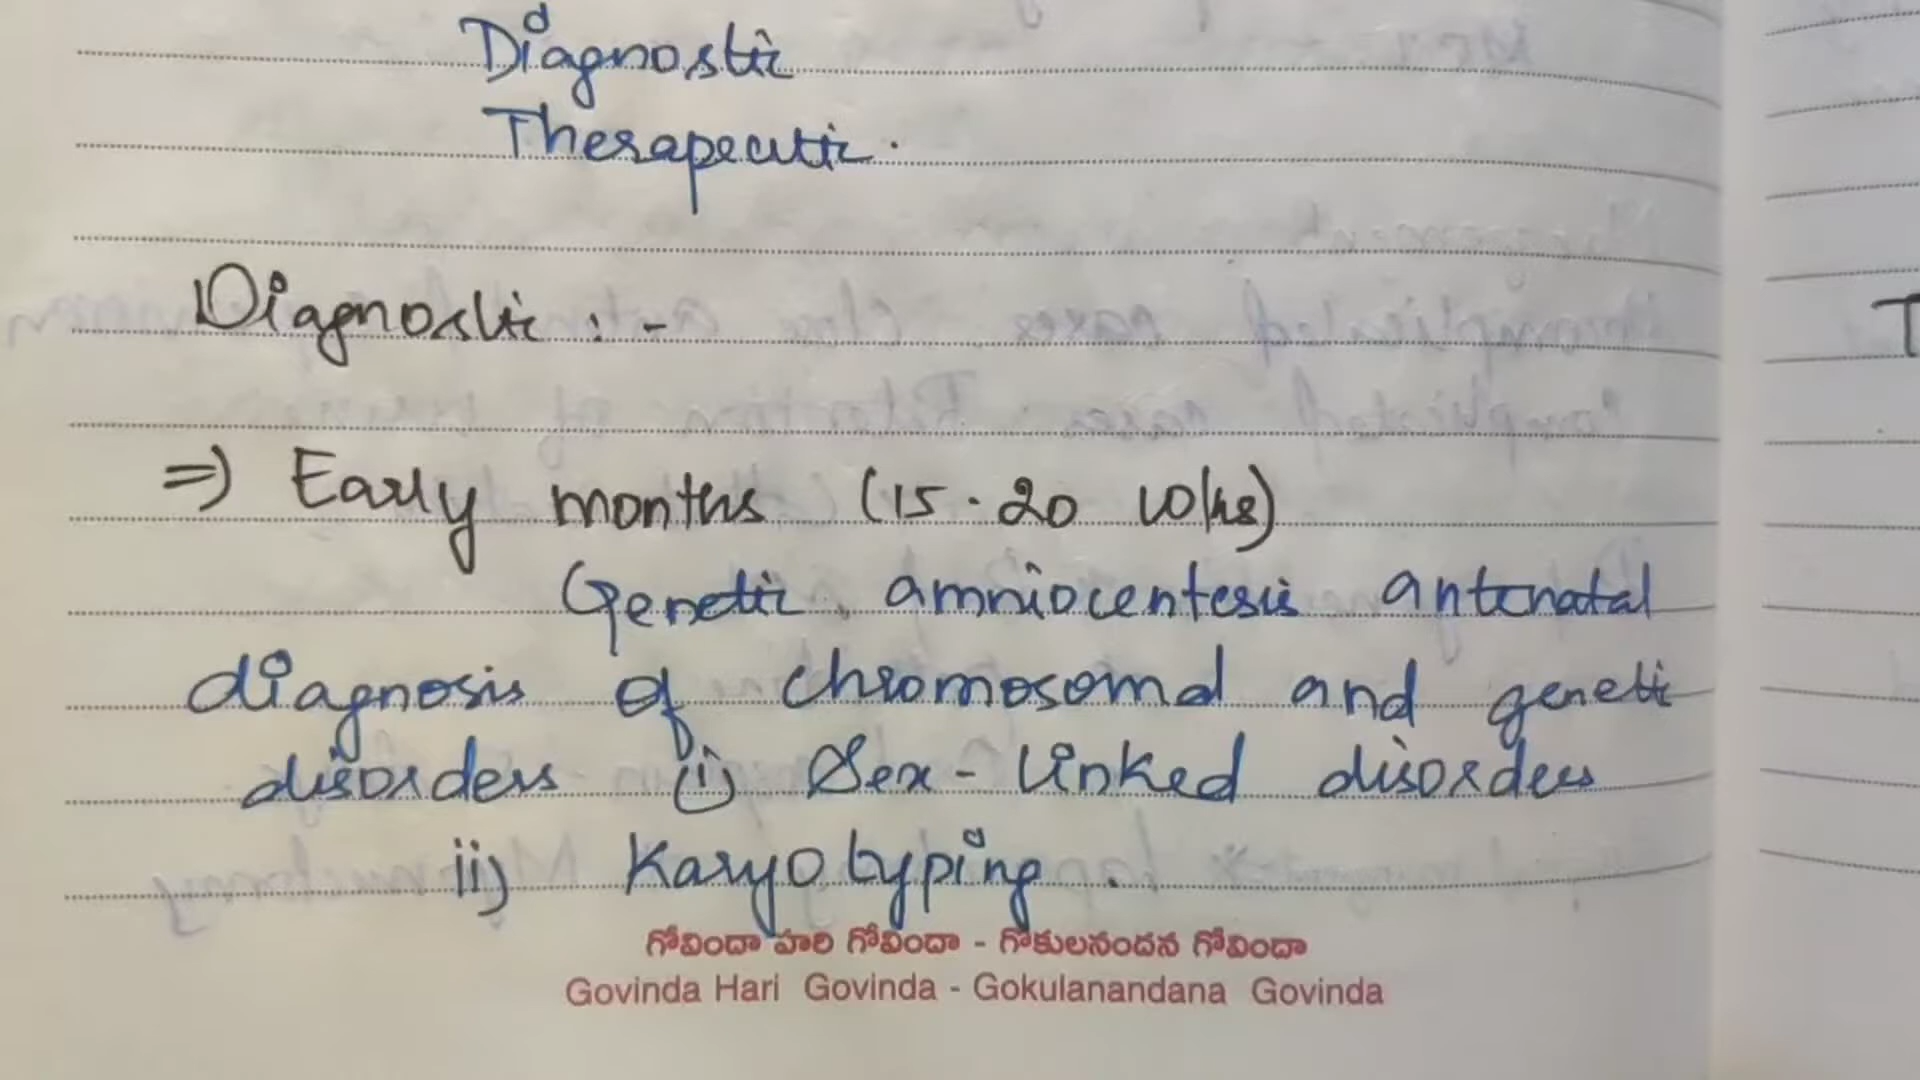 Diagnostic
Therapeutic.
Diagnostic :-
=) Early months (15-20 wks)
Genetic amniocentesis antenatal
diagnosis of chromosomal and genetic
disorders (i) Sex-linked disorders
ii) Karyotyping.
గోవిందా హరి గోవిందా - గోకులనందన గోవిందా
Govinda Hari Govinda - Gokulanandana Govinda